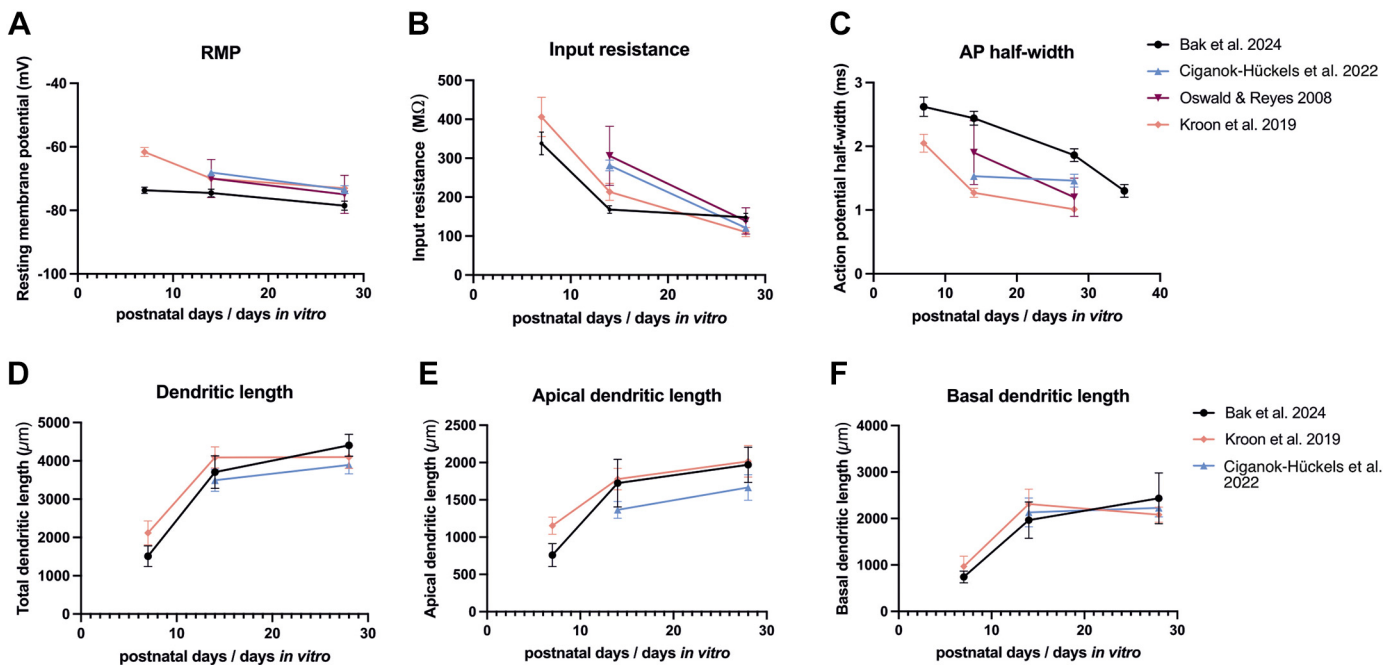 A
RMP
Resting membrane potential (mV)
-40
-60
-80
-100
0
10
20
30
postnatal days / days in vitro
B
Input resistance
Input resistance (MΩ)
500
400
300
200
100
0
0
10
20
30
postnatal days / days in vitro
C
AP half-width
Action potential half-width (ms)
3
2
1
0
0
10
20
30
40
postnatal days / days in vitro
Bak et al. 2024
Ciganok-Hückels et al. 2022
Oswald & Reyes 2008
Kroon et al. 2019
D
Dendritic length
Total dendritic length (μm)
5000
4000
3000
2000
1000
0
0
10
20
30
postnatal days / days in vitro
E
Apical dendritic length
Apical dendritic length (μm)
2500
2000
1500
1000
500
0
0
10
20
30
postnatal days / days in vitro
F
Basal dendritic length
Basal dendritic length (μm)
4000
3000
2000
1000
0
0
10
20
30
postnatal days / days in vitro
Bak et al. 2024
Kroon et al. 2019
Ciganok-Hückels et al.
2022